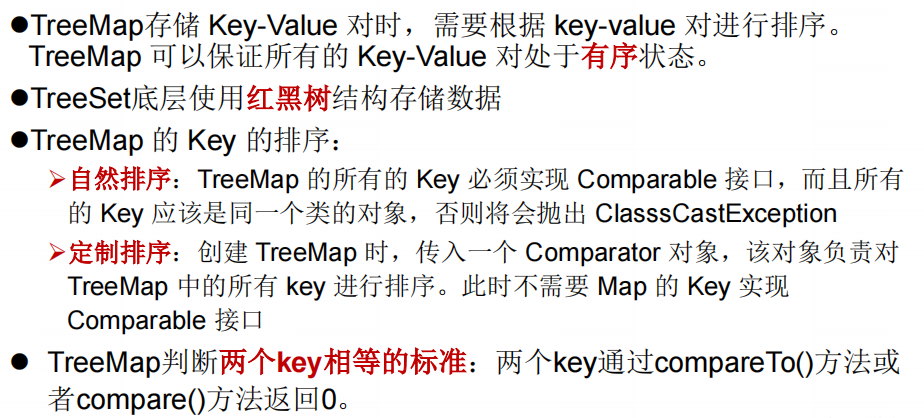 ●TreeMap存储 Key-Value 对时，需要根据 key-value 对进行排序。
TreeMap 可以保证所有的 Key-Value 对处于有序状态。
●TreeSet底层使用红黑树结构存储数据
●TreeMap 的 Key 的排序：
➢自然排序：TreeMap 的所有的 Key 必须实现 Comparable 接口，而且所有
的 Key 应该是同一个类的对象，否则将会抛出 ClasssCastException
➢定制排序：创建 TreeMap 时，传入一个 Comparator 对象，该对象负责对
TreeMap 中的所有 key 进行排序。此时不需要 Map 的 Key 实现
Comparable 接口
● TreeMap判断两个key相等的标准：两个key通过compareTo()方法或
者compare()方法返回0。